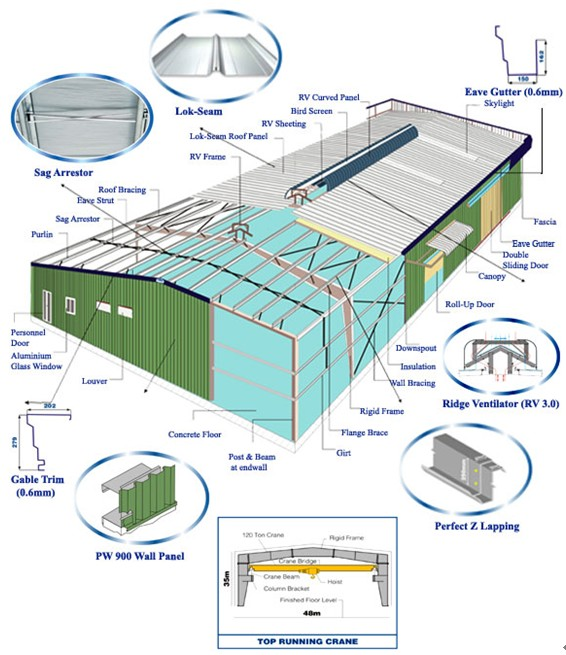 162
150
Eave Gutter (0.6mm)
Lok-Seam
RV Curved Panel
Skylight
Bird Screen
RV Sheeting
Lok-Seam Roof Panel
RV Frame
Sag Arrestor
Roof Bracing
Eave Strut
Sag Arrestor
Purlin
Fascia
Eave Gutter
Double
Sliding Door
Canopy
Roll-Up Door
Personnel
Door
Aluminium
Glass Window
Louver
Downspout
Insulation
Wall Bracing
Ridge Ventilator (RV 3.0)
Rigid Frame
Concrete Floor
Flange Brace
Post & Beam
at endwall
Girt
202
279
Gable Trim
(0.6mm)
PW 900 Wall Panel
Perfect Z Lapping
120 Ton Crane
Rigid Frame
Crane Bridge
Crane Beam
Hoist
Column Bracket
35m
Finished Floor Level
48m
TOP RUNNING CRANE